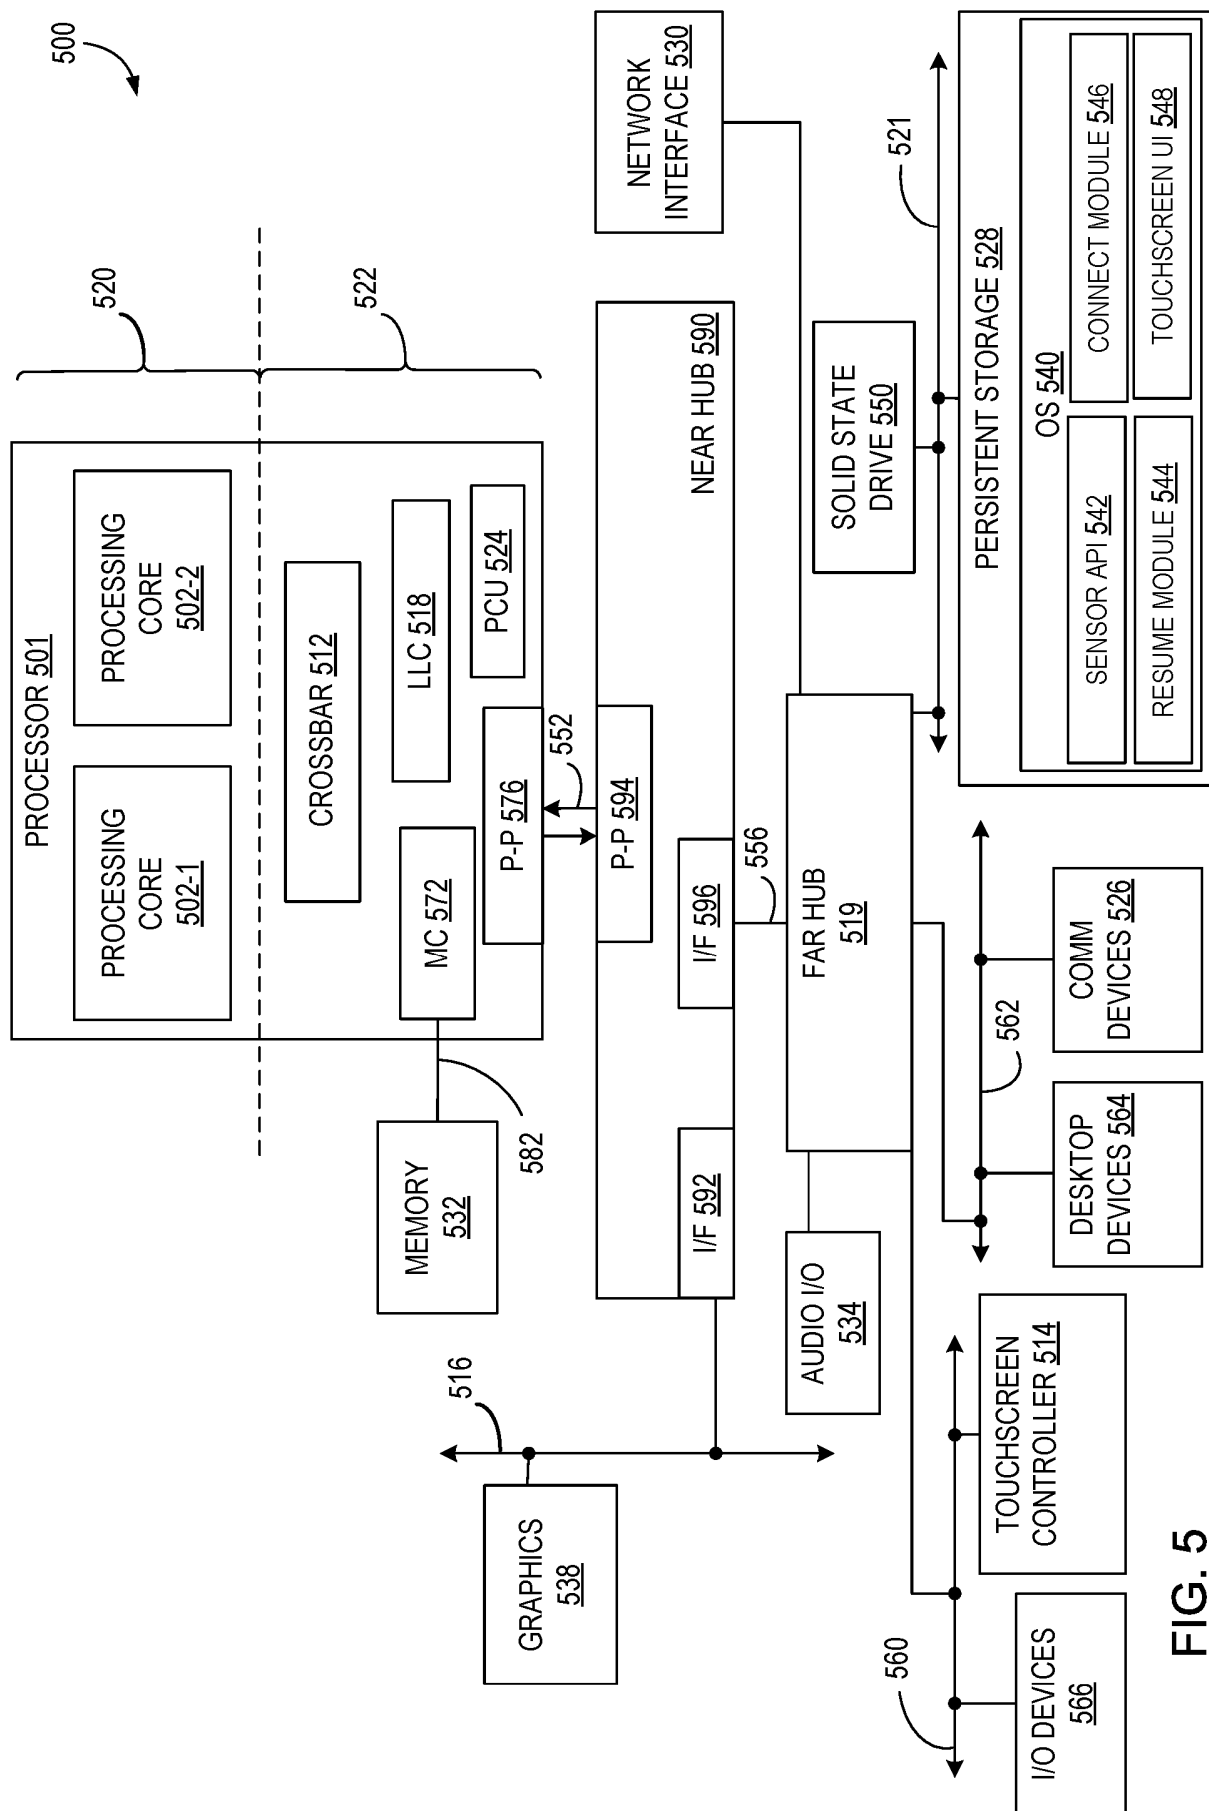 500
PROCESSOR 501
PROCESSING
CORE
502-1
PROCESSING
CORE
502-2
520
CROSSBAR 512
522
MC 572
LLC 518
P-P 576
PCU 524
MEMORY
532
582
552
GRAPHICS
538
516
P-P 594
NEAR HUB 590
I/F 592
I/F 596
NETWORK
INTERFACE 530
556
AUDIO I/O
534
FAR HUB
519
SOLID STATE
DRIVE 550
521
560
562
I/O DEVICES
566
TOUCHSCREEN
CONTROLLER 514
DESKTOP
DEVICES 564
COMM
DEVICES 526
PERSISTENT STORAGE 528
OS 540
SENSOR API 542
CONNECT MODULE 546
RESUME MODULE 544
TOUCHSCREEN UI 548
FIG. 5